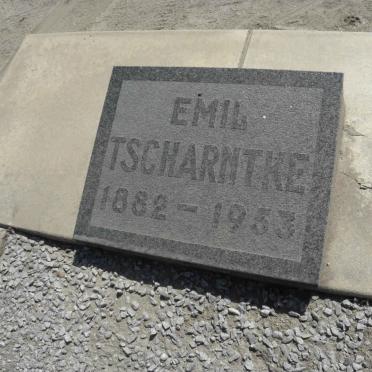 EMIL
TSCHARNTKE
1882 - 1953